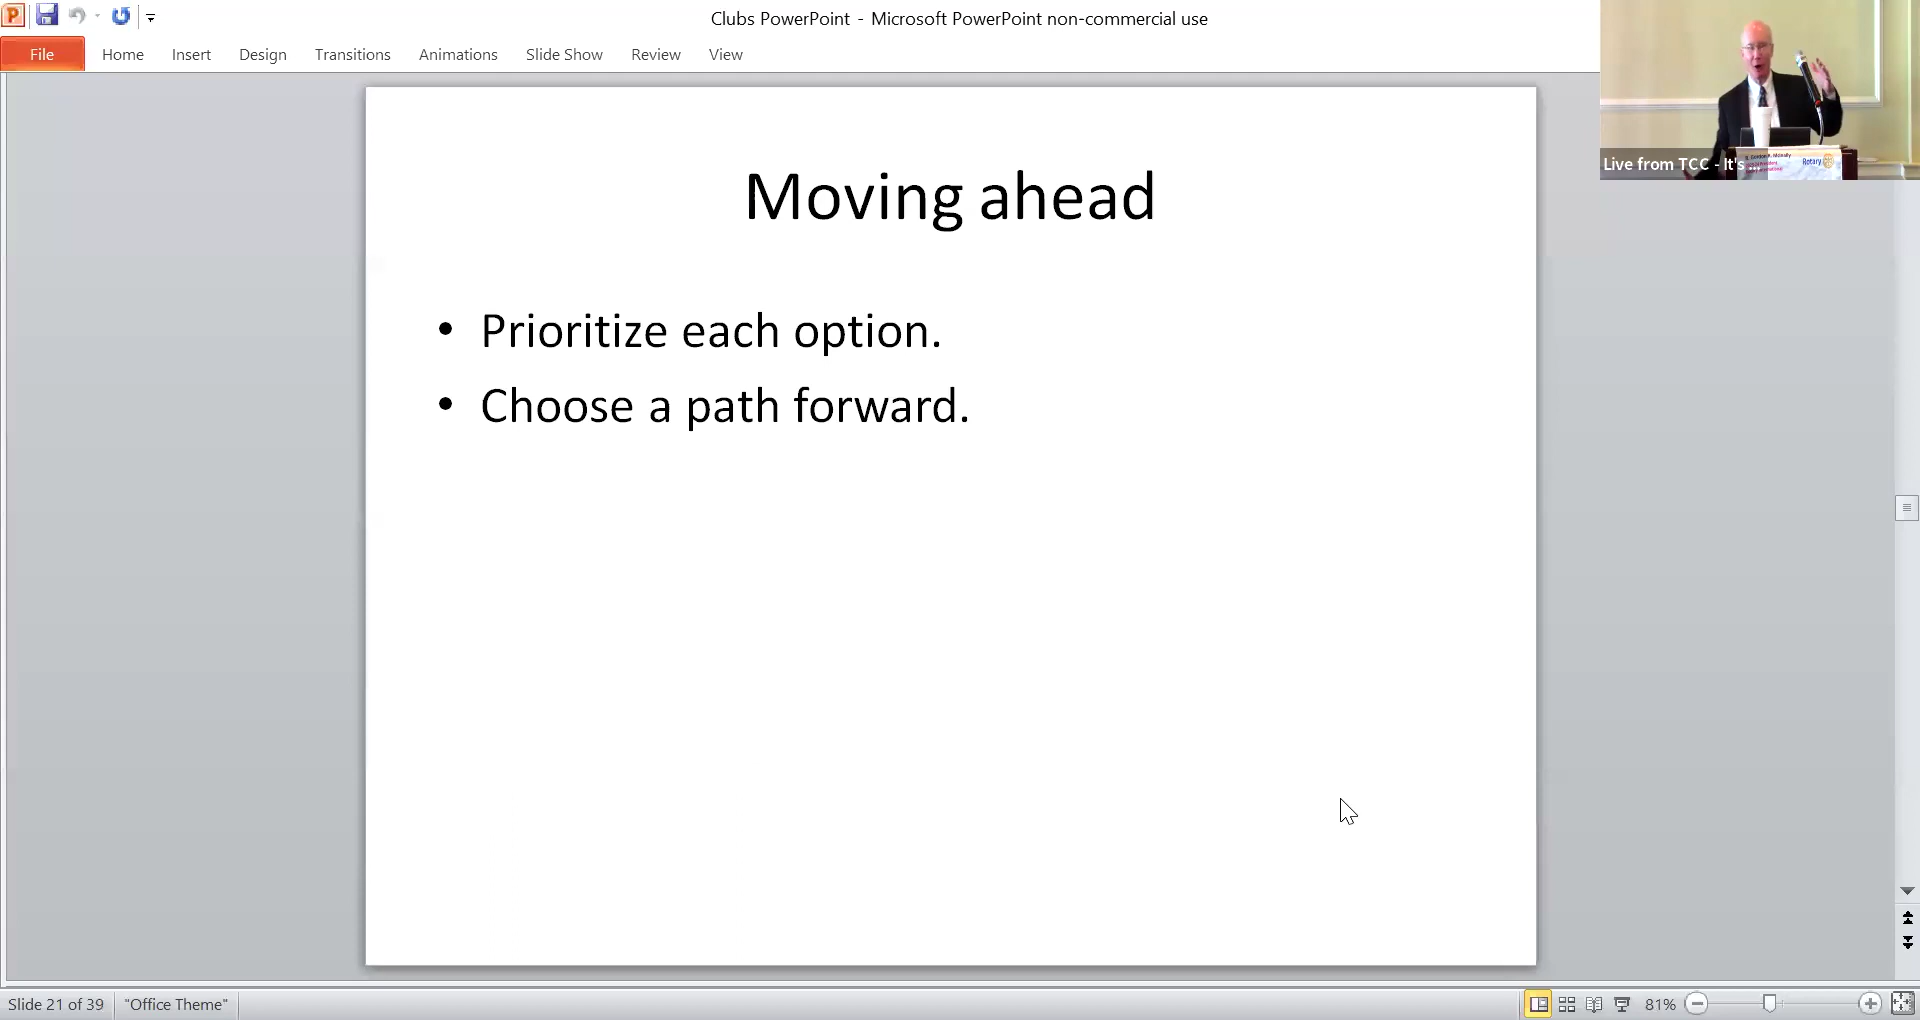 Clubs PowerPoint - Microsoft PowerPoint non-commercial use
File Home Insert Design Transitions Animations Slide Show Review View
Live from TCC - It's ...
Rotary
Moving ahead
• Prioritize each option.
• Choose a path forward.
Slide 21 of 39 "Office Theme" 81%